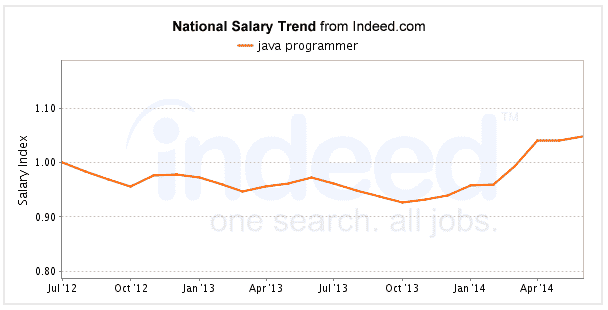 National Salary Trend from Indeed.com
java programmer
Salary Index
1.10
1.00
0.90
0.80
indeed™
one search. all jobs.
Jul '12 Oct '12 Jan '13 Apr '13 Jul '13 Oct '13 Jan '14 Apr '14